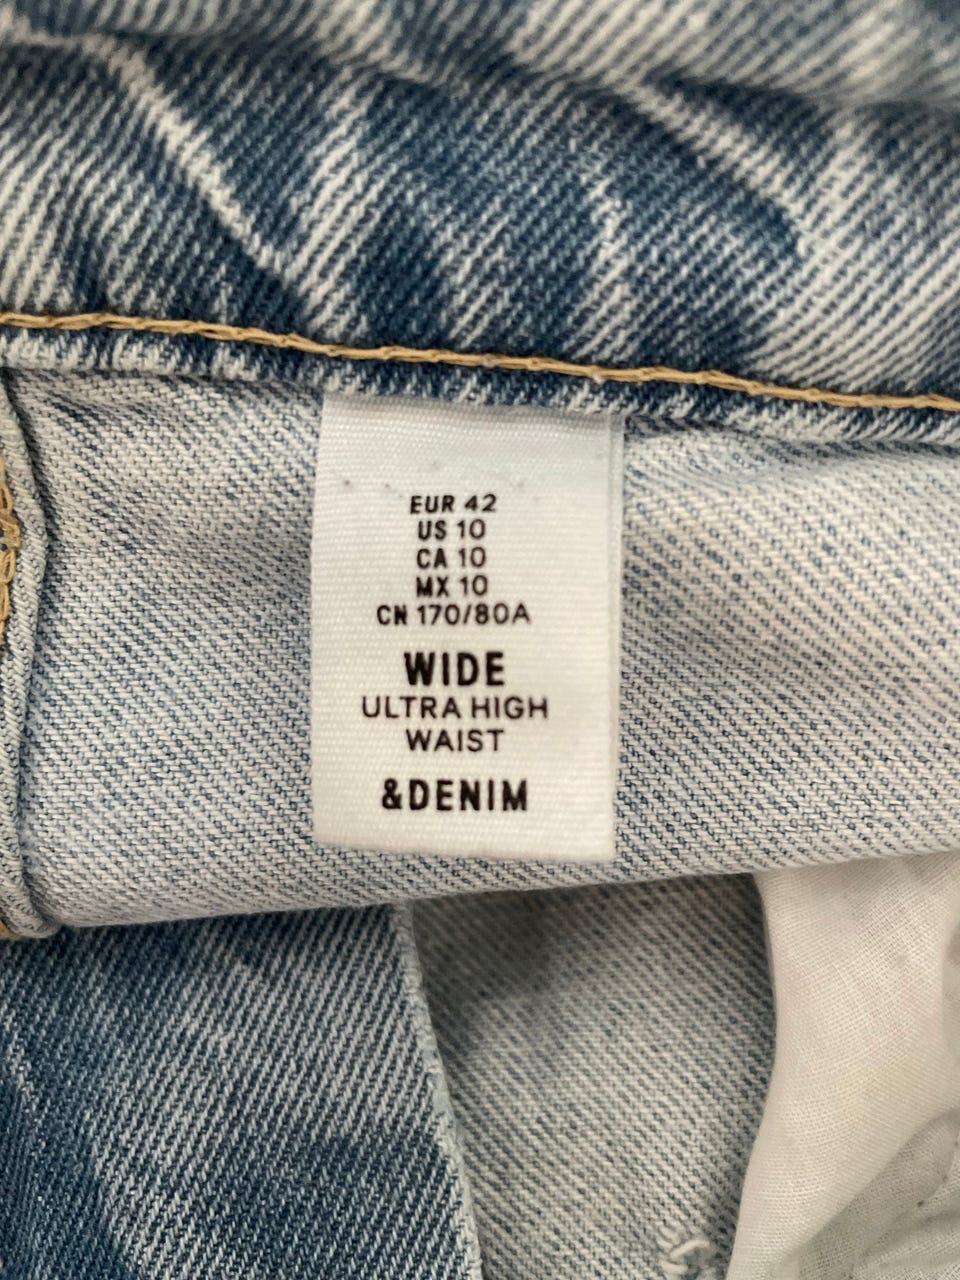 EUR 42
US 10
CA 10
MX 10
CN 170/80A
WIDE
ULTRA HIGH
WAIST
&DENIM